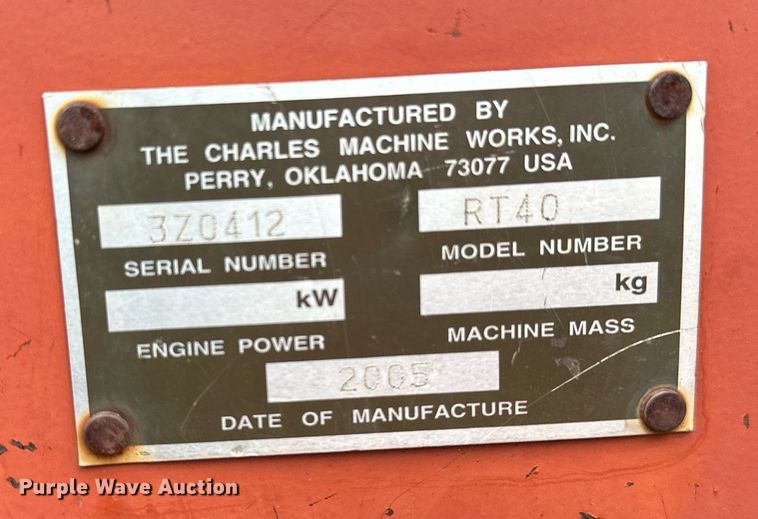 MANUFACTURED BY
THE CHARLES MACHINE WORKS, INC.
PERRY, OKLAHOMA 73077 USA
3Z0412 RT40
SERIAL NUMBER MODEL NUMBER
kW kg
ENGINE POWER MACHINE MASS
2005
DATE OF MANUFACTURE
Purple Wave Auction